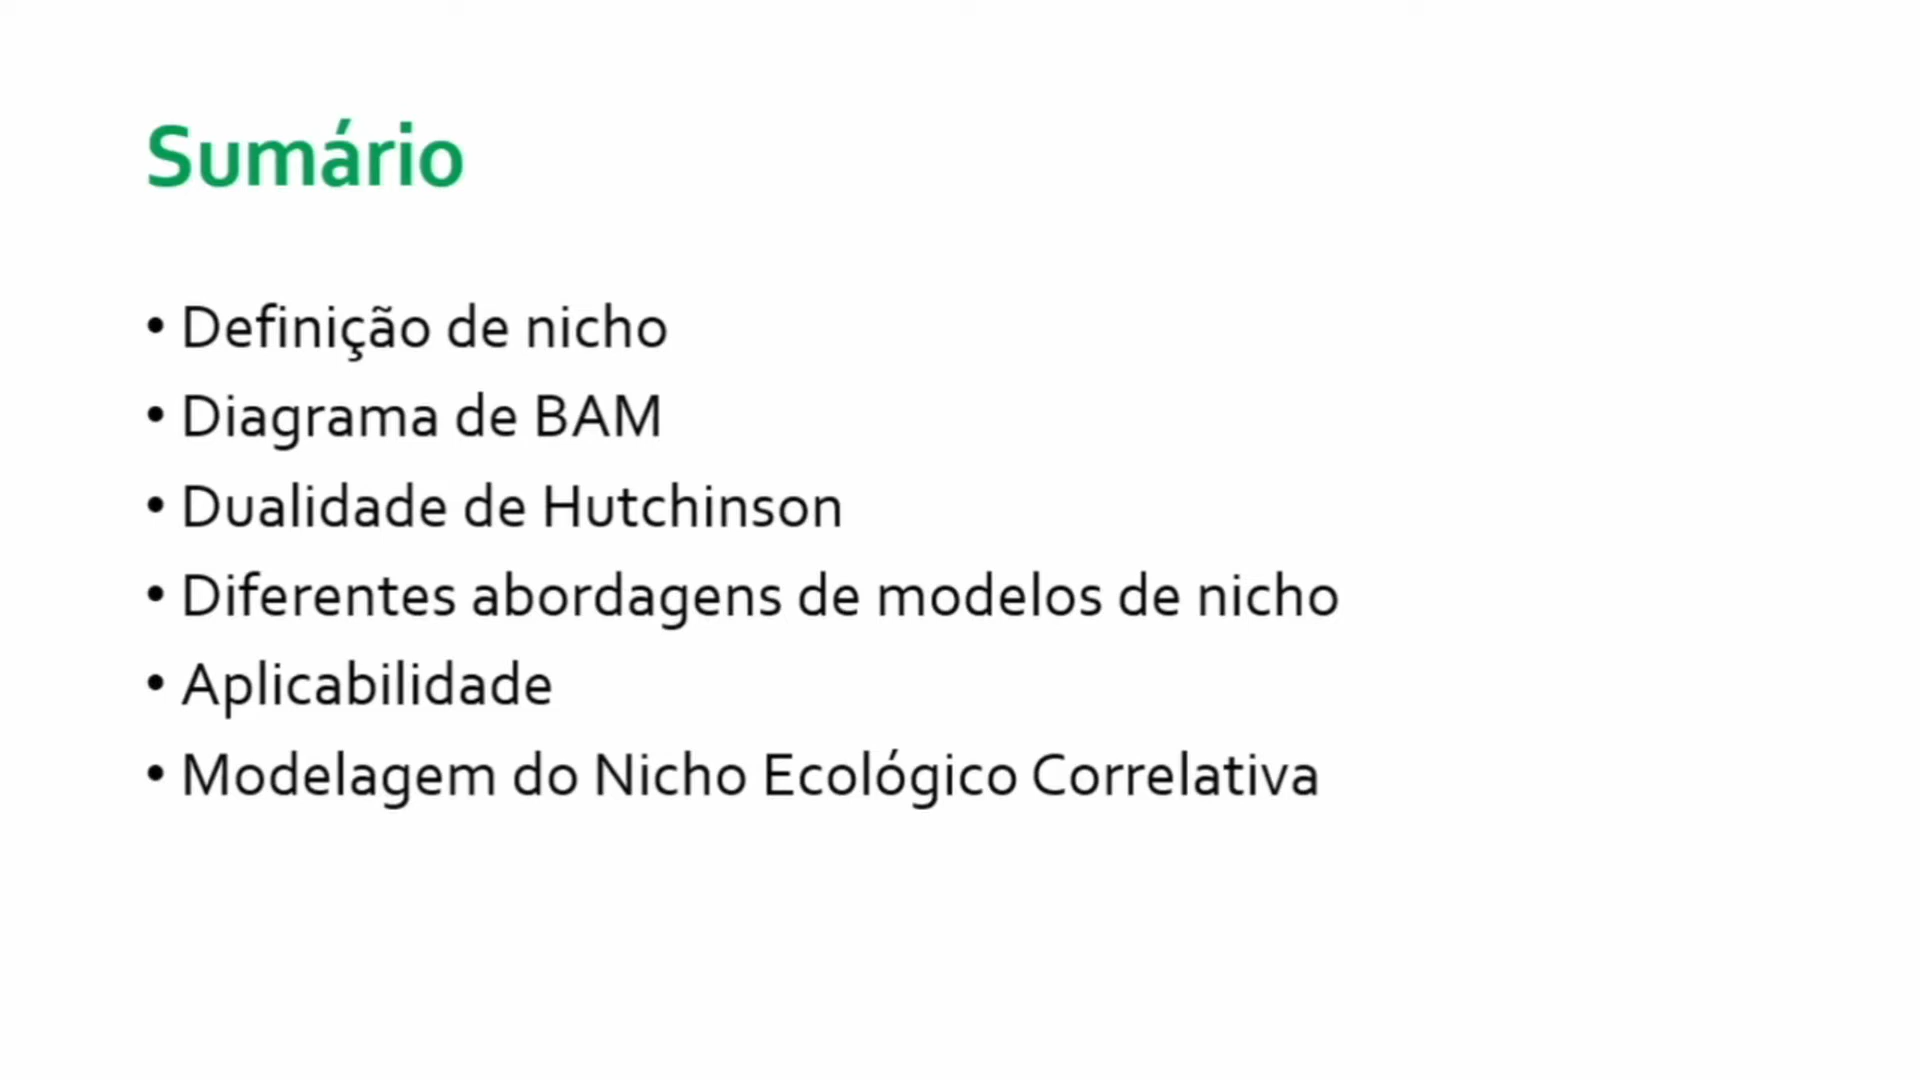 Sumário
• Definição de nicho
• Diagrama de BAM
• Dualidade de Hutchinson
• Diferentes abordagens de modelos de nicho
• Aplicabilidade
• Modelagem do Nicho Ecológico Correlativa